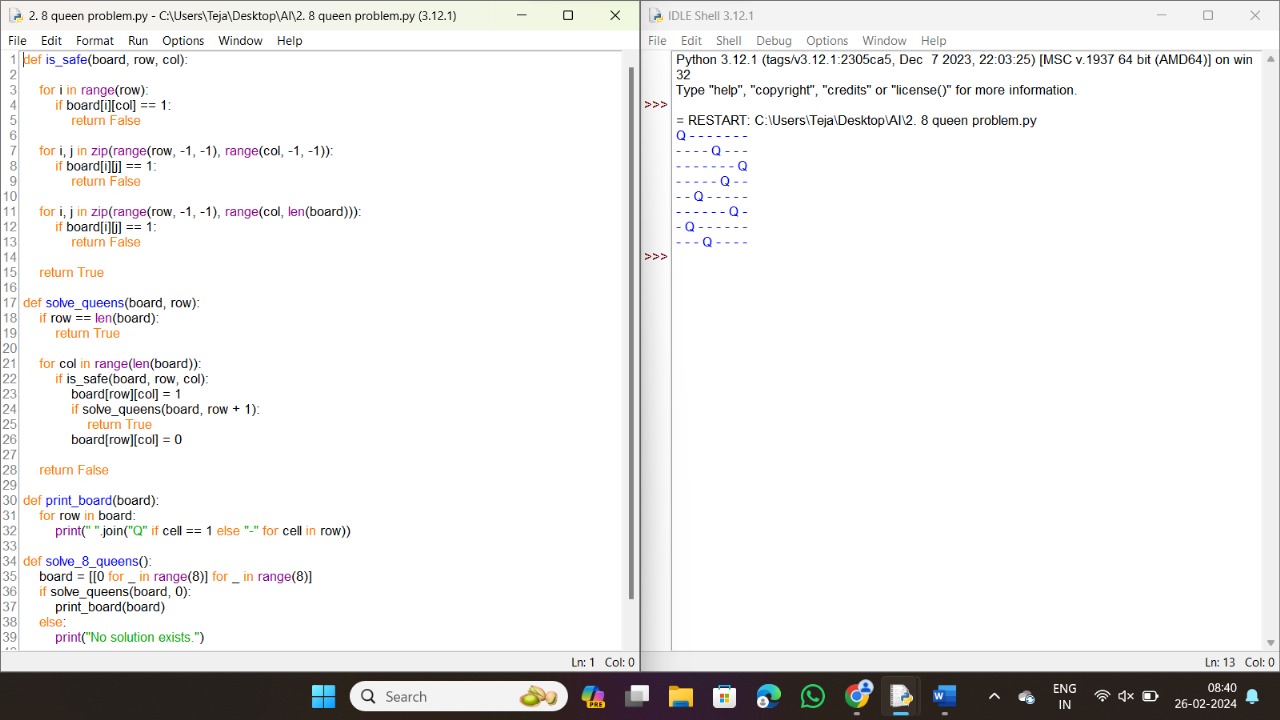 2. 8 queen problem.py - C:\Users\Teja\Desktop\AI\2. 8 queen problem.py (3.12.1)
File Edit Format Run Options Window Help
1 def is_safe(board, row, col):
2
3     for i in range(row):
4         if board[i][col] == 1:
5             return False
6
7     for i, j in zip(range(row, -1, -1), range(col, -1, -1)):
8         if board[i][j] == 1:
9             return False
10
11     for i, j in zip(range(row, -1, -1), range(col, len(board))):
12         if board[i][j] == 1:
13             return False
14
15     return True
16
17 def solve_queens(board, row):
18     if row == len(board):
19         return True
20
21     for col in range(len(board)):
22         if is_safe(board, row, col):
23             board[row][col] = 1
24             if solve_queens(board, row + 1):
25                 return True
26             board[row][col] = 0
27
28     return False
29
30 def print_board(board):
31     for row in board:
32         print(" ".join("Q" if cell == 1 else "-" for cell in row))
33
34 def solve_8_queens():
35     board = [[0 for _ in range(8)] for _ in range(8)]
36     if solve_queens(board, 0):
37         print_board(board)
38     else:
39         print("No solution exists.")
Ln: 1 Col: 0
IDLE Shell 3.12.1
File Edit Shell Debug Options Window Help
Python 3.12.1 (tags/v3.12.1:2305ca5, Dec  7 2023, 22:03:25) [MSC v.1937 64 bit (AMD64)] on win
32
Type "help", "copyright", "credits" or "license()" for more information.
>>>
= RESTART: C:\Users\Teja\Desktop\AI\2. 8 queen problem.py
Q - - - - - - -
- - - - Q - - -
- - - - - - - Q
- - - - - Q - -
- - Q - - - - -
- - - - - - Q -
- Q - - - - - -
- - - Q - - - -
>>>
Ln: 13 Col: 0
Search
PRE
W
ENG
IN
08:40
26-02-2024